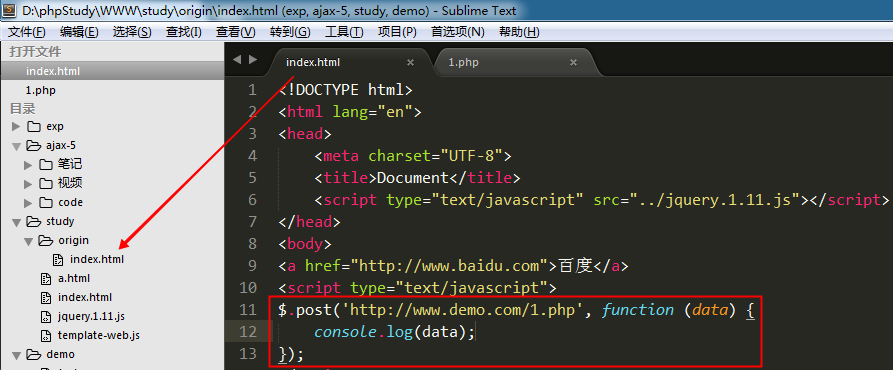 D:\phpStudy\WWW\study\origin\index.html (exp, ajax-5, study, demo) - Sublime Text
文件(F) 编辑(E) 选择(S) 查找(I) 查看(V) 转到(G) 工具(T) 项目(P) 首选项(N) 帮助(H)
打开文件
index.html
1.php
目录
exp
ajax-5
笔记
视频
code
study
origin
index.html
a.html
index.html
jquery.1.11.js
template-web.js
demo
index.html × 1.php ×
1 <!DOCTYPE html>
2 <html lang="en">
3 <head>
4 <meta charset="UTF-8">
5 <title>Document</title>
6 <script type="text/javascript" src="../jquery.1.11.js"></script>
7 </head>
8 <body>
9 <a href="http://www.baidu.com">百度</a>
10 <script type="text/javascript">
11 $.post('http://www.demo.com/1.php', function (data) {
12 console.log(data);
13 });